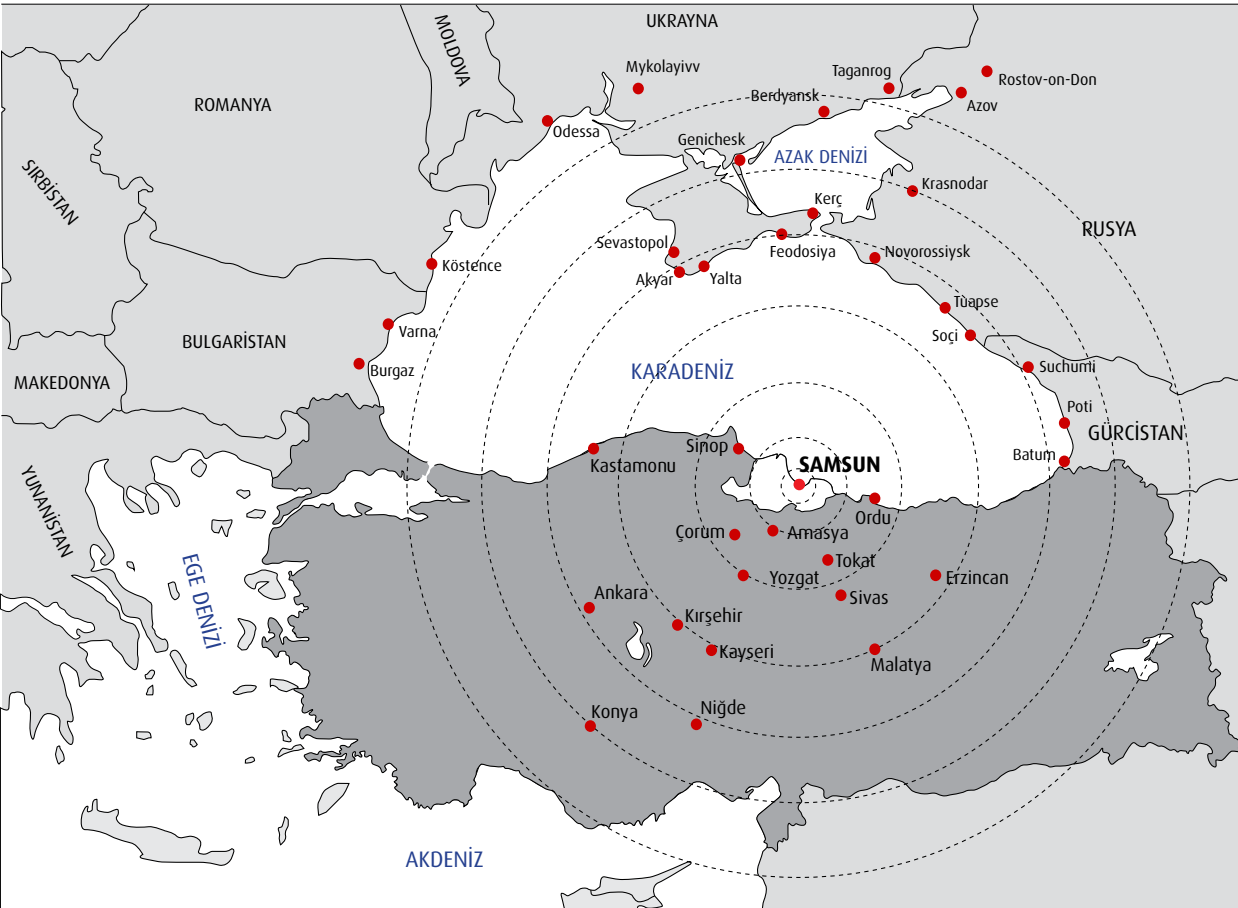 UKRAYNA
MOLDOVA
Mykolayivv
Taganrog
Rostov-on-Don
ROMANYA
Berdyansk
Azov
Odessa
Genichesk
AZAK DENİZİ
SIRBİSTAN
Krasnodar
Kerç
RUSYA
Sevastopol
Feodosiya
Novorossiysk
Köstence
Akyar
Yalta
Tuapse
Varna
Soçi
BULGARİSTAN
Burgaz
KARADENİZ
Suchumi
MAKEDONYA
Poti
GÜRCİSTAN
Sinop
Batum
Kastamonu
SAMSUN
YUNANİSTAN
Ordu
Çorum
Amasya
Tokat
Yozgat
Erzincan
EGE DENİZİ
Ankara
Sivas
Kırşehir
Kayseri
Malatya
Konya
Niğde
AKDENİZ